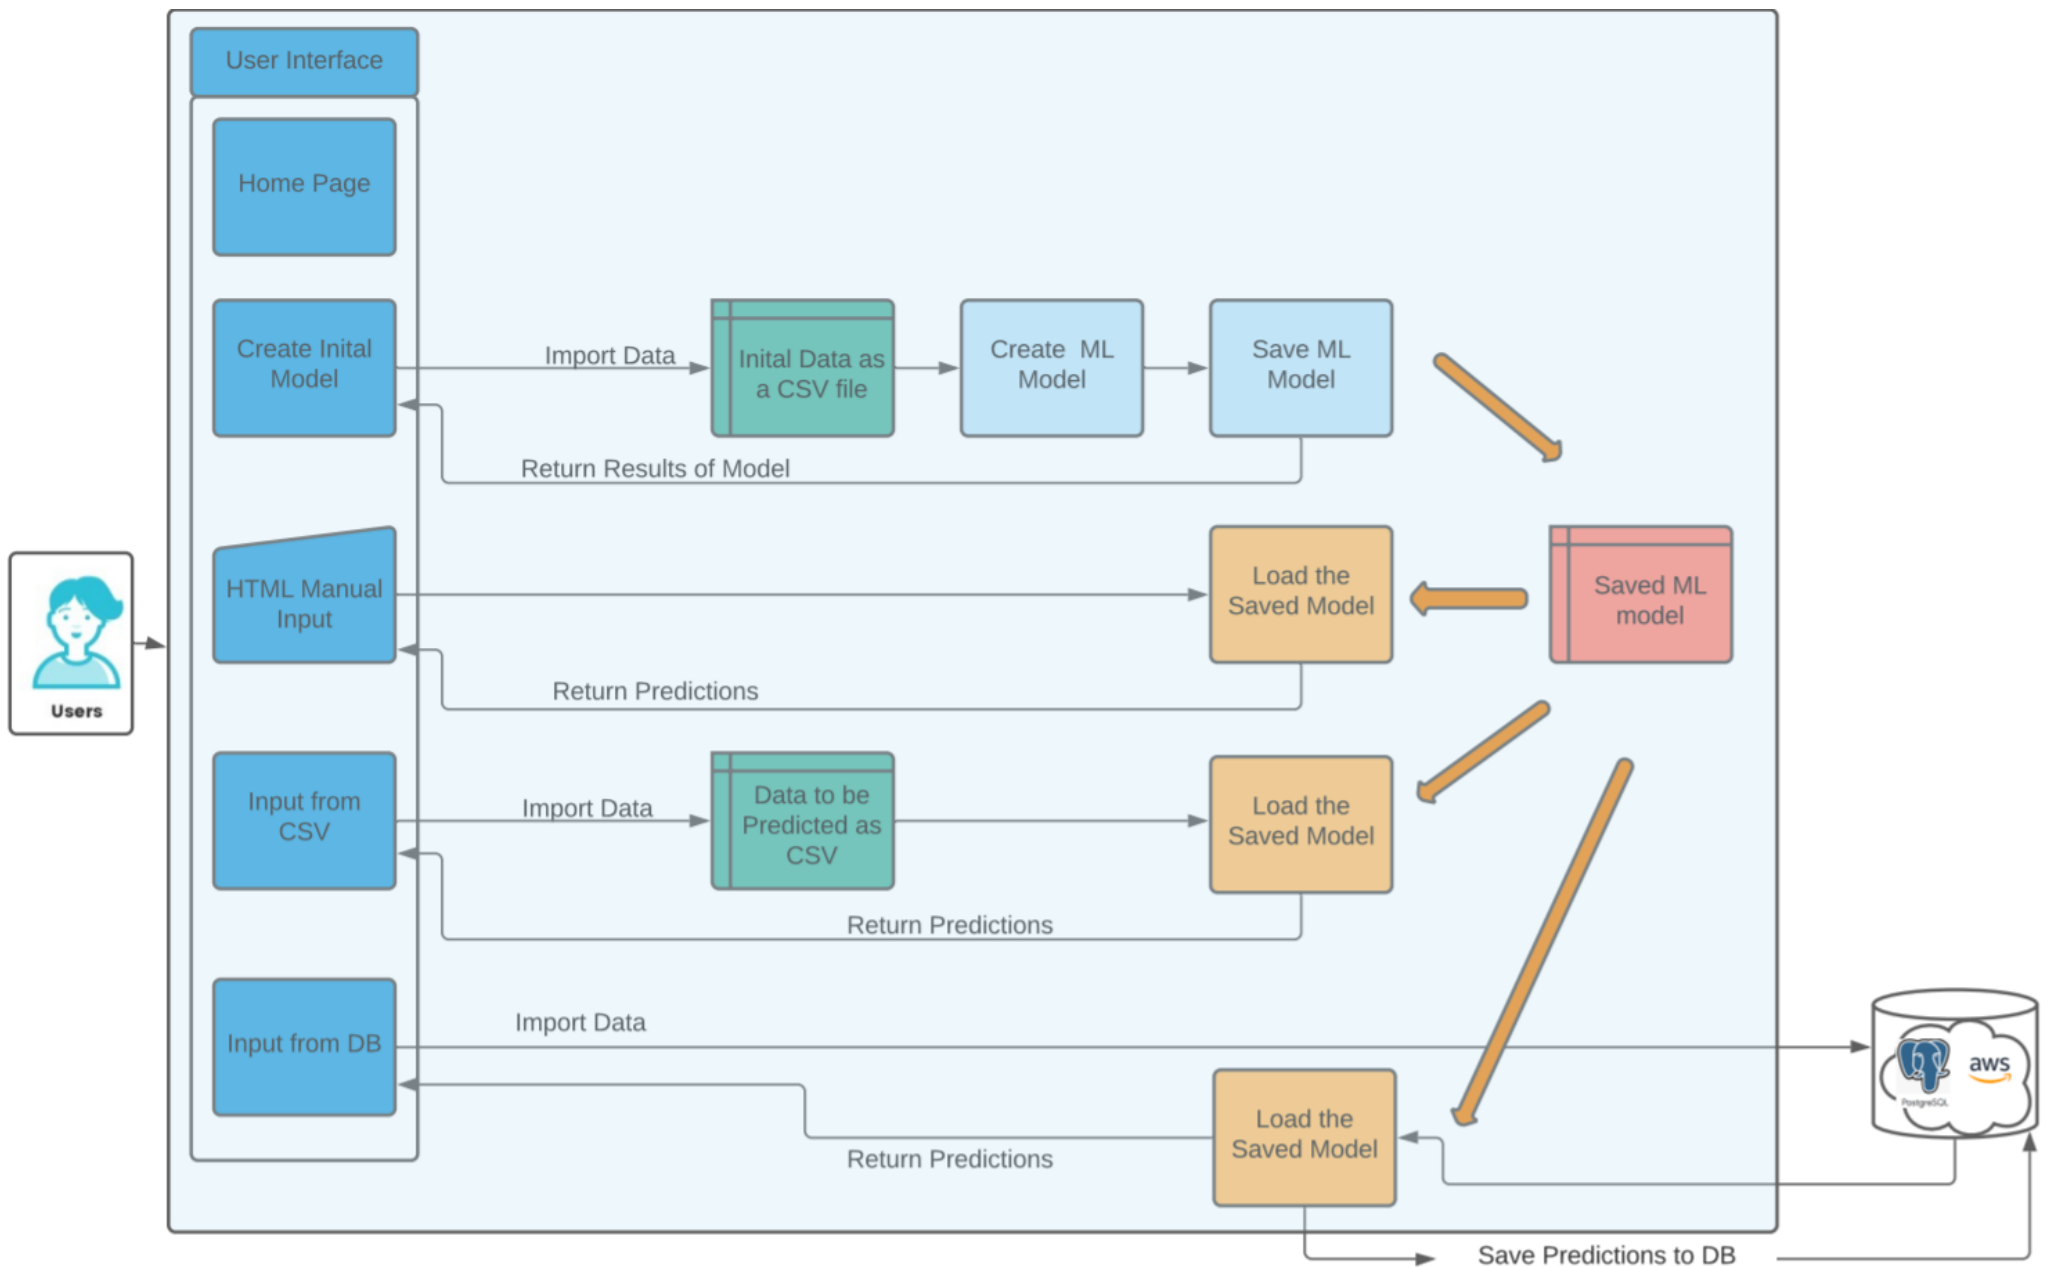 User Interface
Home Page
Create Inital
Model
Import Data
Inital Data as
a CSV file
Create ML
Model
Save ML
Model
Return Results of Model
HTML Manual
Input
Load the
Saved Model
Saved ML
model
Return Predictions
Users
Input from
CSV
Import Data
Data to be
Predicted as
CSV
Load the
Saved Model
Return Predictions
Input from DB
Import Data
aws
PostgreSQL
Load the
Saved Model
Return Predictions
Save Predictions to DB